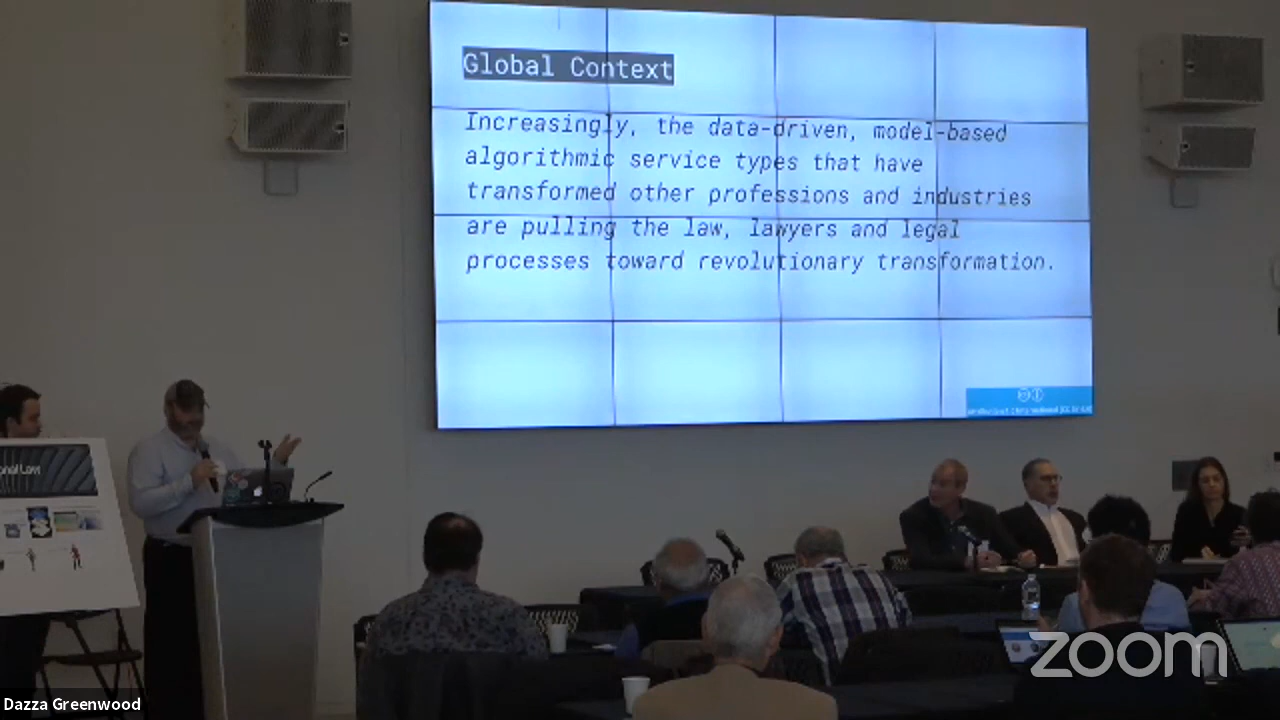 Global Context
Increasingly, the data-driven, model-based
algorithmic service types that have
transformed other professions and industries
are pulling the law, lawyers and legal
processes toward revolutionary transformation.
Law
zoom
Dazza Greenwood